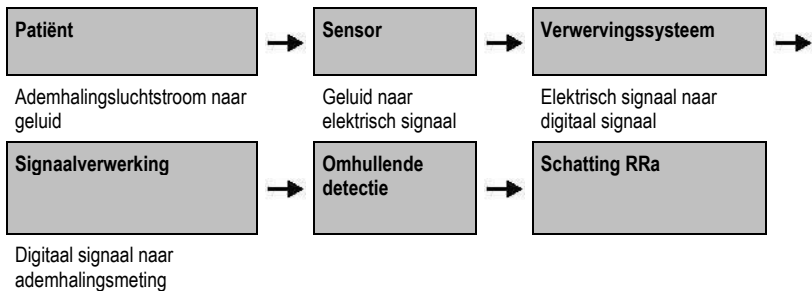 Patiënt
Sensor
Verwervingssysteem
Ademhalingsluchtstroom naar
geluid
Geluid naar
elektrisch signaal
Elektrisch signaal naar
digitaal signaal
Signaalverwerking
Omhullende
detectie
Schatting RRa
Digitaal signaal naar
ademhalingsmeting